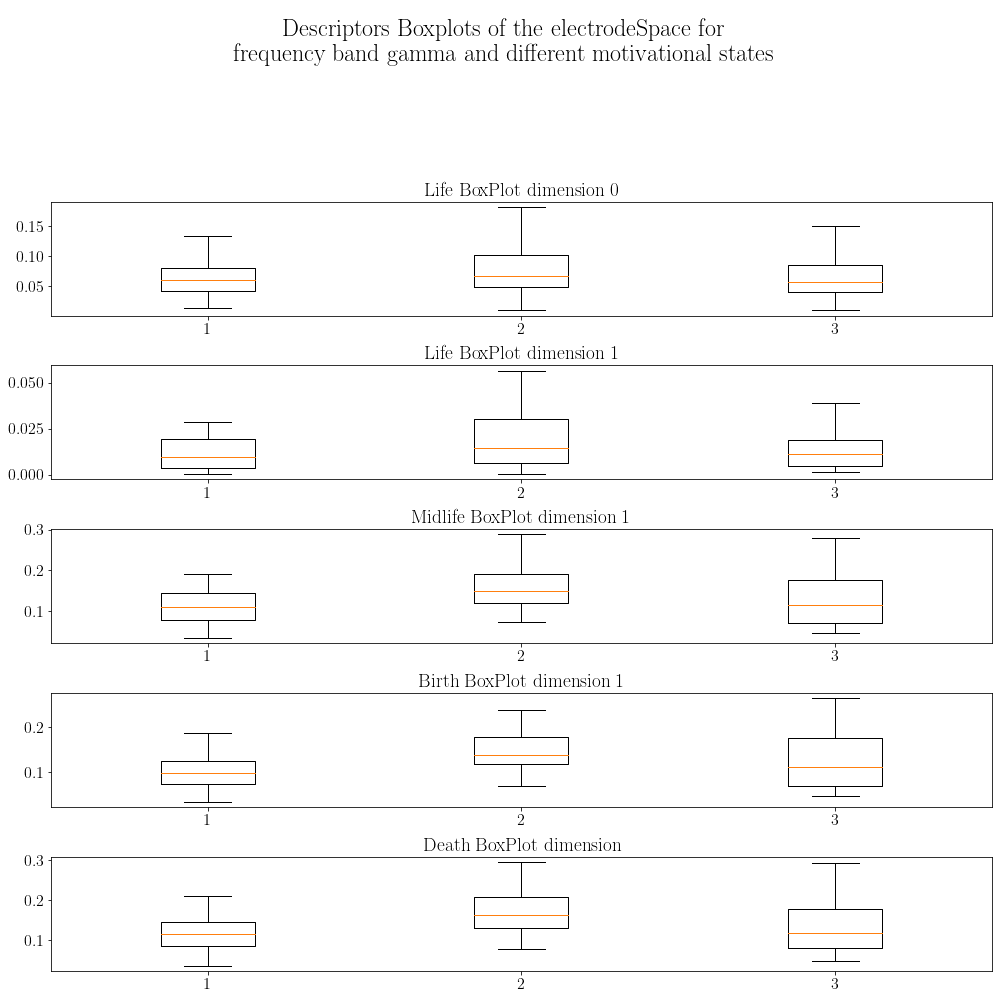 Descriptors Boxplots of the electrodeSpace for
frequency band gamma and different motivational states
Life BoxPlot dimension 0
0.15
0.10
0.05
1 2 3
Life BoxPlot dimension 1
0.050
0.025
0.000
1 2 3
Midlife BoxPlot dimension 1
0.3
0.2
0.1
1 2 3
Birth BoxPlot dimension 1
0.2
0.1
1 2 3
Death BoxPlot dimension
0.3
0.2
0.1
1 2 3